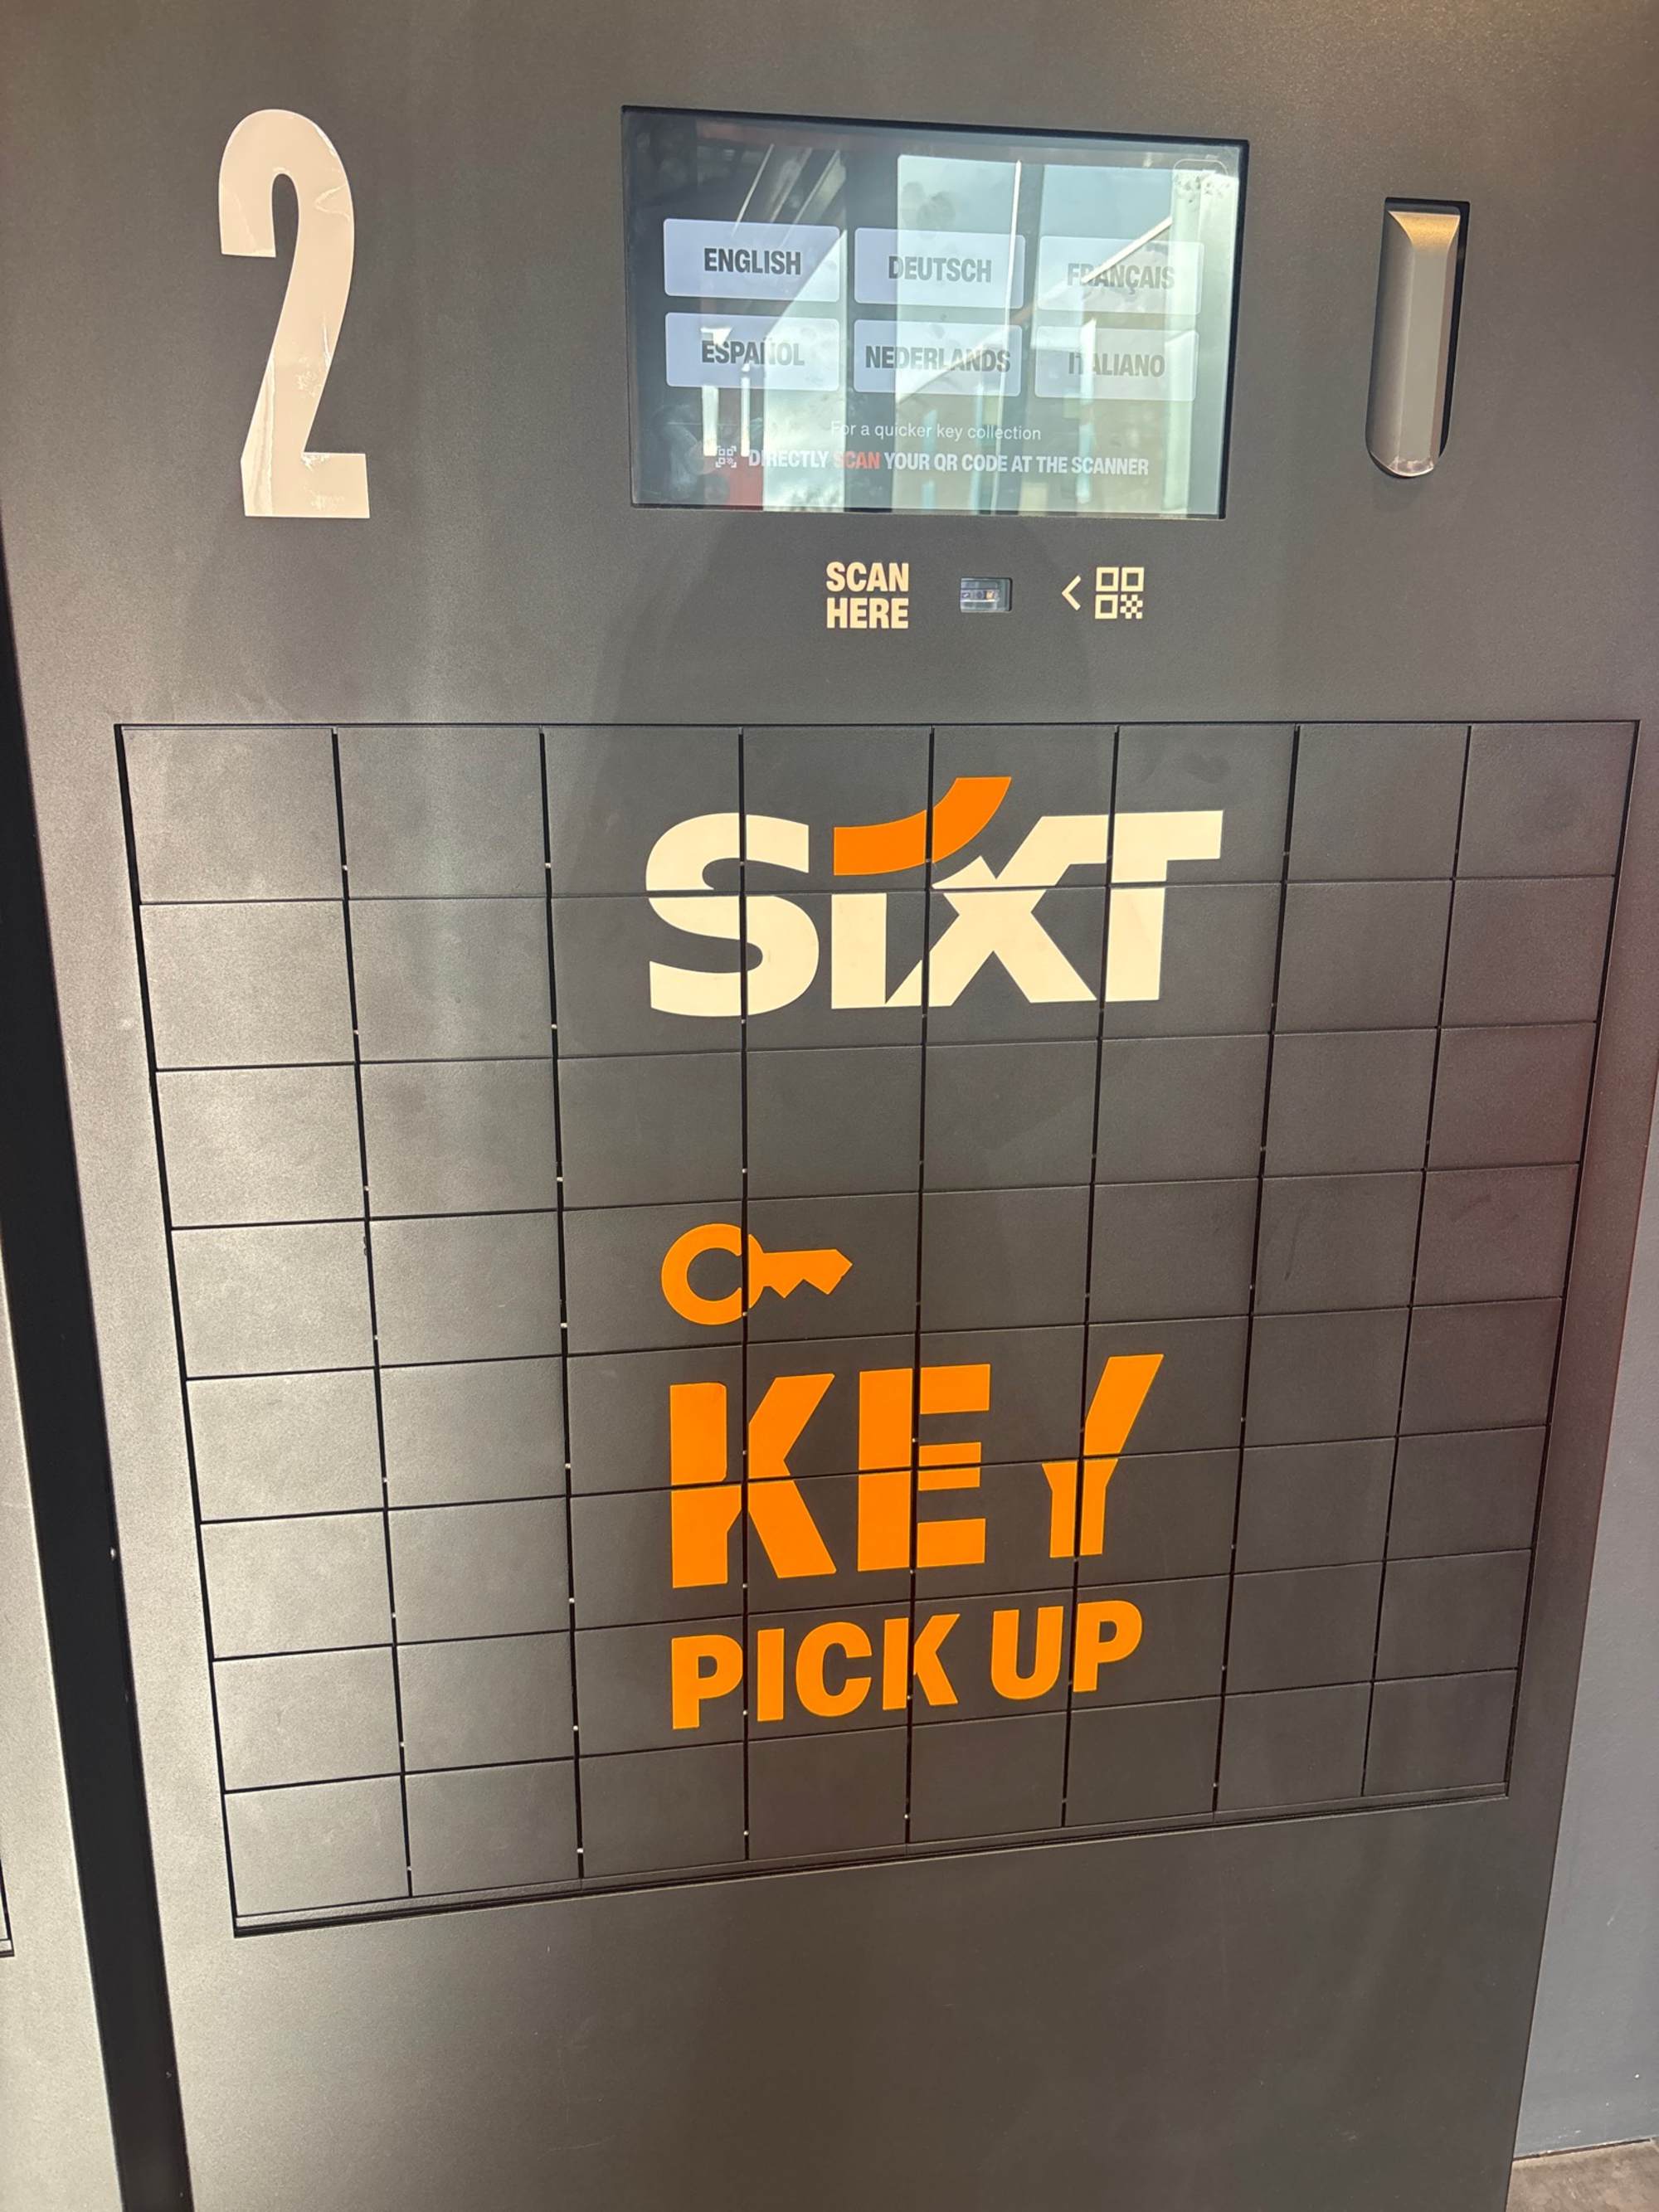 2
ENGLISH
DEUTSCH
FRANÇAIS
ESPAÑOL
NEDERLANDS
ITALIANO
For a quicker key collection
DIRECTLY SCAN YOUR QR CODE AT THE SCANNER
SCAN
HERE
SIXT
KEY
PICK UP